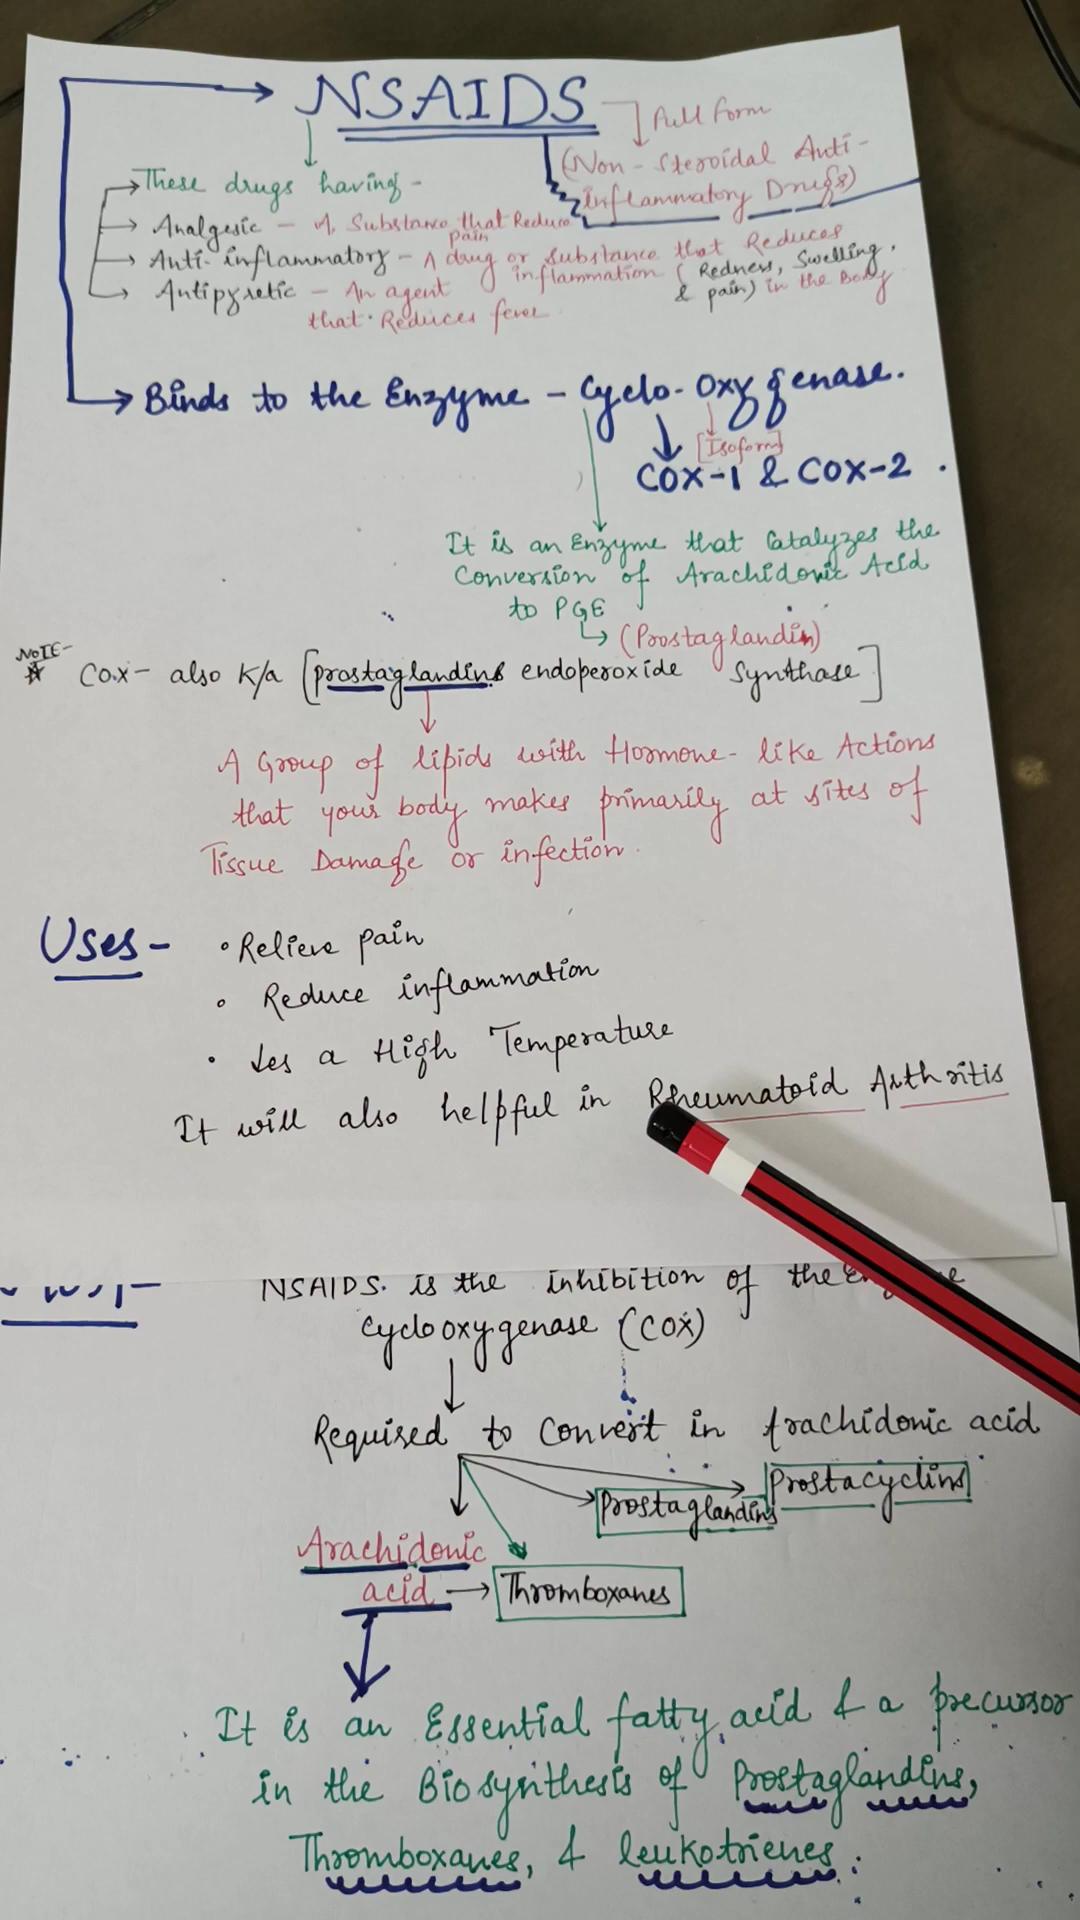 NSAIDS
Full form
(Non-Steroidal Anti-
inflammatory Drugs)
These drugs having-
Analgesic - A Substance that Reduce
pain
Anti-inflammatory - A drug or Substance that Reduces
inflammation (Redness, Swelling,
& pain) in the Body
Antipyretic - An agent
that Reduces fever
Binds to the Enzyme - Cyclo-Oxygenase.
[Isoform]
COX-1 & COX-2.
It is an Enzyme that Catalyzes the
Conversion of Arachidonic Acid
to PGE
(Prostaglandin)
NOTE-
* Cox- also K/a [prostaglandins endoperoxide Synthase]
A Group of lipids with Hormone-like Actions
that your body makes primarily at sites of
Tissue Damage or infection.
Uses-
• Relieve pain
• Reduce inflammation
• ↓es a High Temperature
It will also helpful in Rheumatoid Arthritis
NSAIDS. is the inhibition of the
Cyclooxygenase (COX)
Required to Convert in Arachidonic acid
Prostacyclins
Prostaglandins
Arachidonic
acid → Thromboxanes
It is an Essential fatty acid & a precursor
in the Biosynthesis of Prostaglandins,
Thromboxanes, & leukotrienes.